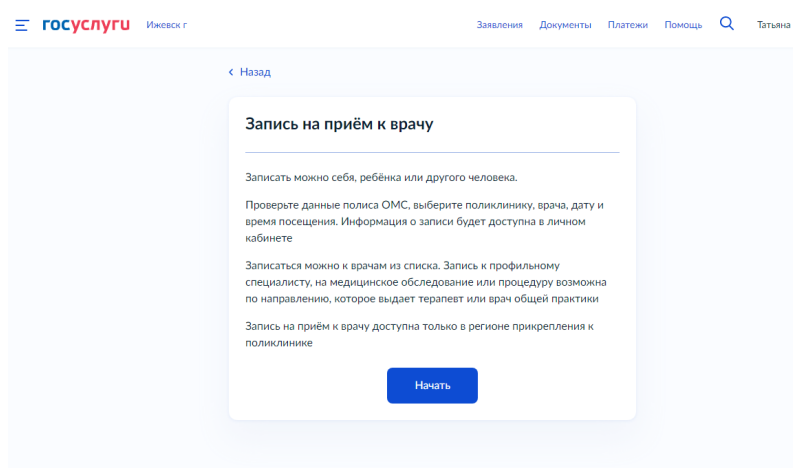 госуслуги Ижевск г Заявления Документы Платежи Помощь Татьяна
Назад
Запись на приём к врачу
Записать можно себя, ребёнка или другого человека.
Проверьте данные полиса ОМС, выберите поликлинику, врача, дату и
время посещения. Информация о записи будет доступна в личном
кабинете
Записаться можно к врачам из списка. Запись к профильному
специалисту, на медицинское обследование или процедуру возможна
по направлению, которое выдает терапевт или врач общей практики
Запись на приём к врачу доступна только в регионе прикрепления к
поликлинике
Начать